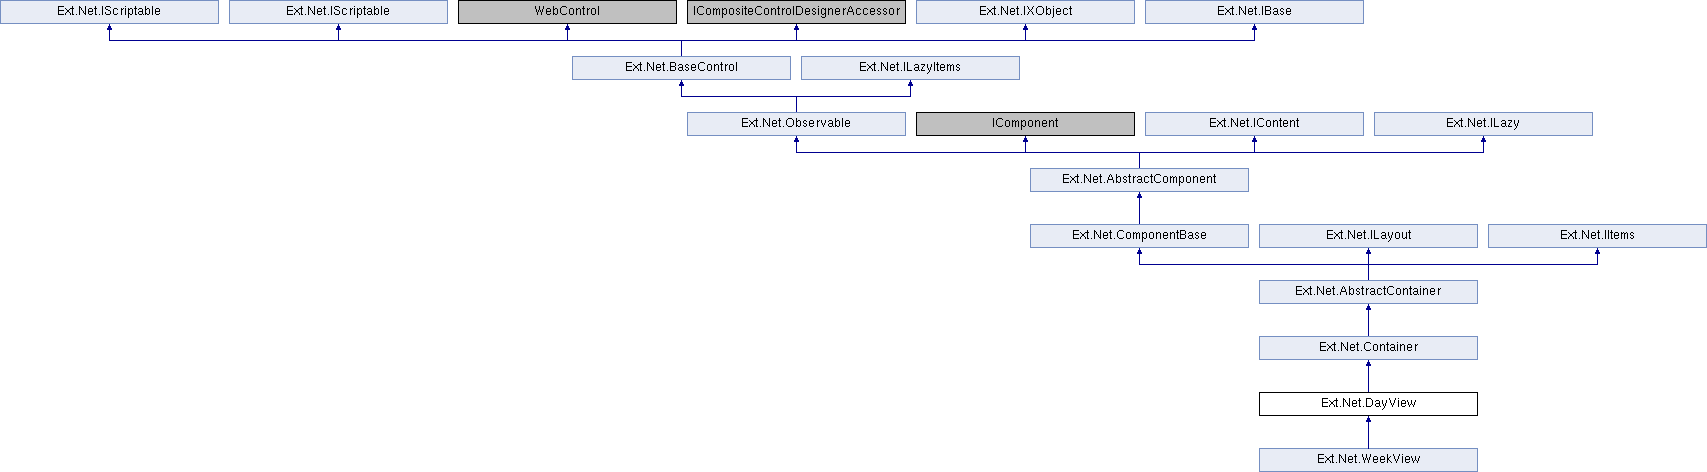 Ext.Net.IScriptable
Ext.Net.IScriptable
WebControl
ICompositeControlDesignerAccessor
Ext.Net.IXObject
Ext.Net.IBase
Ext.Net.BaseControl
Ext.Net.ILazyItems
Ext.Net.Observable
IComponent
Ext.Net.IContent
Ext.Net.ILazy
Ext.Net.AbstractComponent
Ext.Net.ComponentBase
Ext.Net.ILayout
Ext.Net.IItems
Ext.Net.AbstractContainer
Ext.Net.Container
Ext.Net.DayView
Ext.Net.WeekView